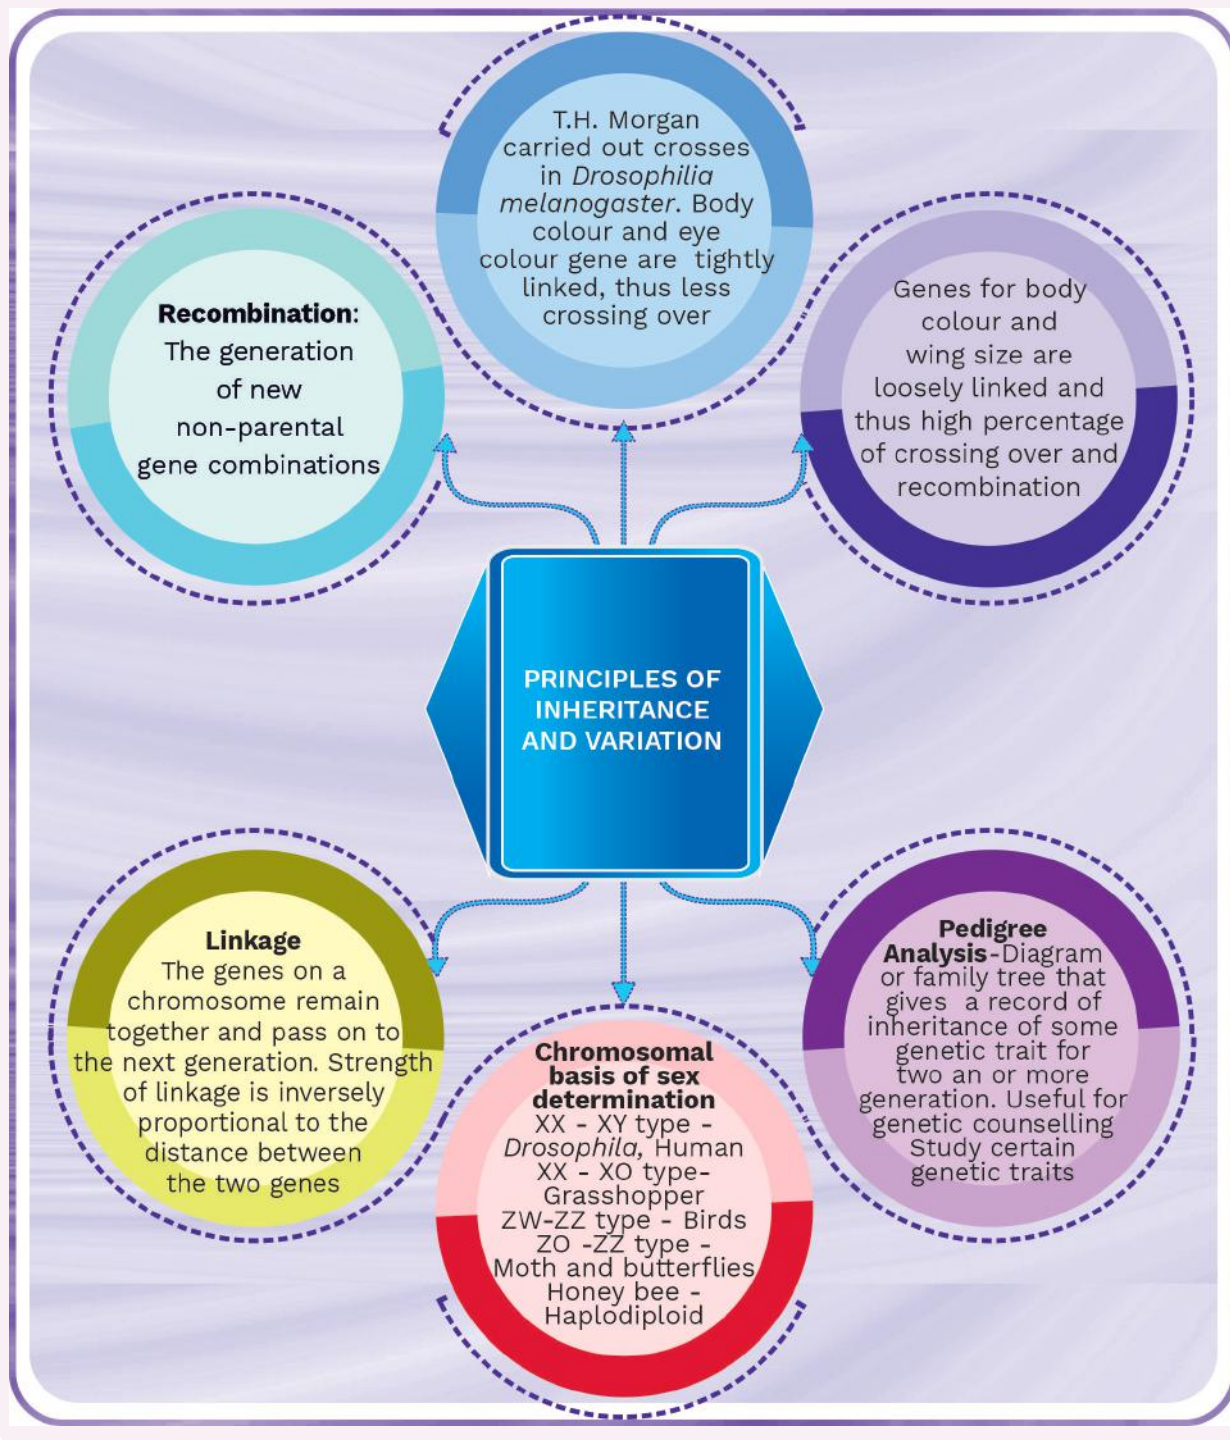 T.H. Morgan
carried out crosses
in Drosophilia
melanogaster. Body
colour and eye
colour gene are tightly
linked, thus less
crossing over
Recombination:
The generation
of new
non-parental
gene combinations
Genes for body
colour and
wing size are
loosely linked and
thus high percentage
of crossing over and
recombination
PRINCIPLES OF
INHERITANCE
AND VARIATION
Linkage
The genes on a
chromosome remain
together and pass on to
the next generation. Strength
of linkage is inversely
proportional to the
distance between
the two genes
Chromosomal
basis of sex
determination
XX - XY type -
Drosophila, Human
XX - XO type-
Grasshopper
ZW-ZZ type - Birds
ZO -ZZ type -
Moth and butterflies
Honey bee -
Haplodiploid
Pedigree
Analysis-Diagram
or family tree that
gives a record of
inheritance of some
genetic trait for
two an or more
generation. Useful for
genetic counselling
Study certain
genetic traits